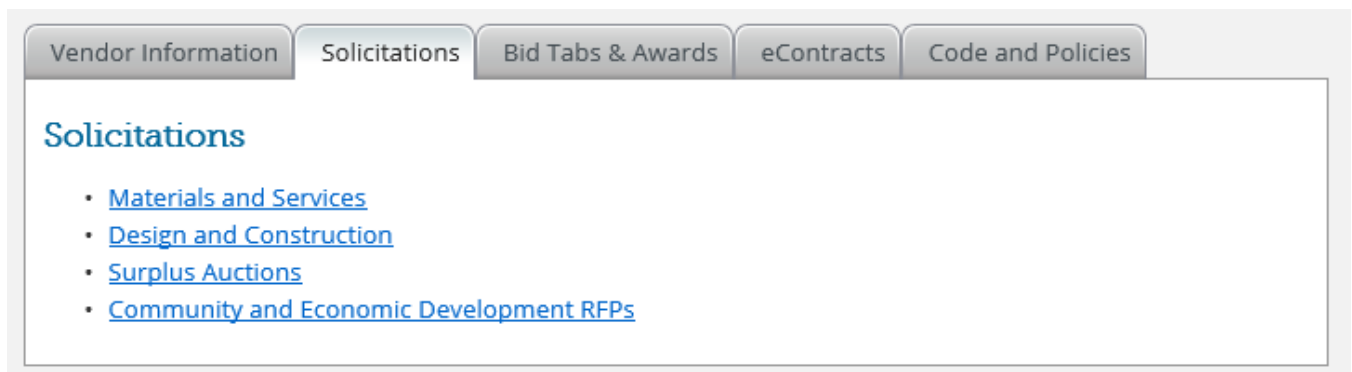 Vendor Information Solicitations Bid Tabs & Awards eContracts Code and Policies
Solicitations
• Materials and Services
• Design and Construction
• Surplus Auctions
• Community and Economic Development RFPs